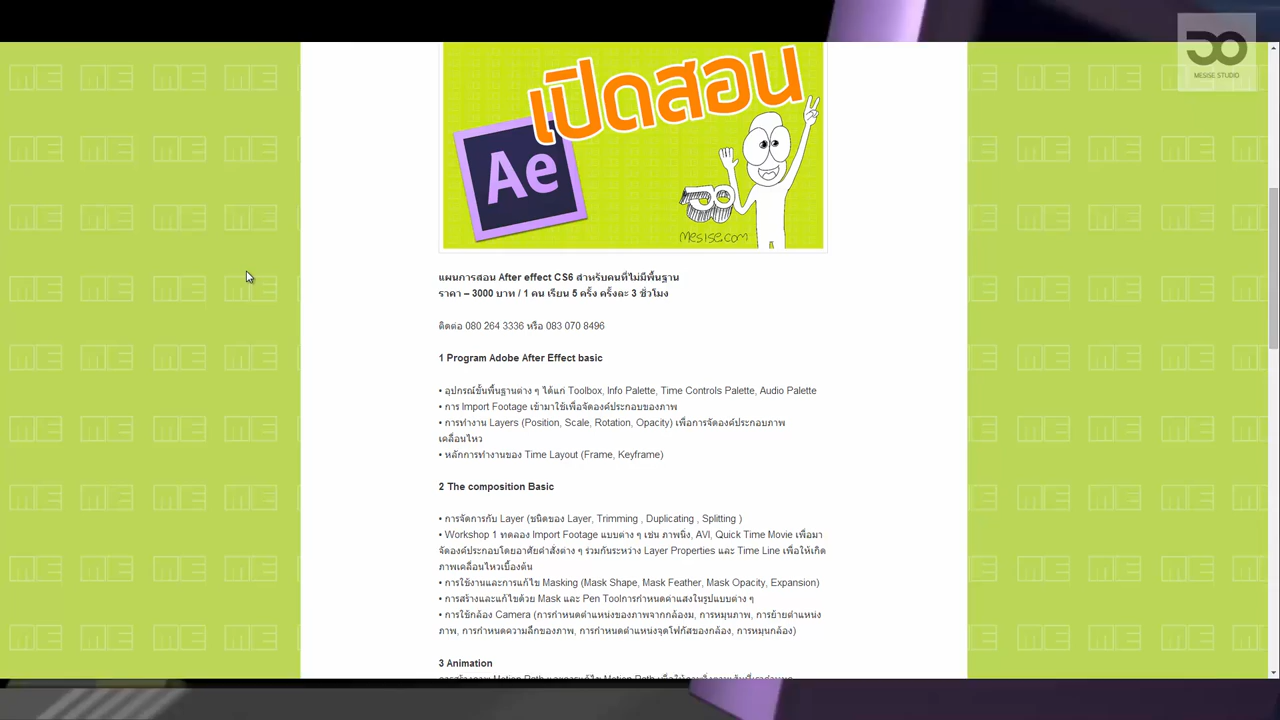 MESISE STUDIO
เปิดสอน
Ae
Mesise.com
แผนการสอน After effect CS6 สำหรับคนที่ไม่มีพื้นฐาน
ราคา – 3000 บาท / 1 คน เรียน 5 ครั้ง ครั้งละ 3 ชั่วโมง
ติดต่อ 080 264 3336 หรือ 083 070 8496
1 Program Adobe After Effect basic
• อุปกรณ์ขั้นพื้นฐานต่าง ๆ ได้แก่ Toolbox, Info Palette, Time Controls Palette, Audio Palette
• การ Import Footage เข้ามาใช้เพื่อจัดองค์ประกอบของภาพ
• การทำงาน Layers (Position, Scale, Rotation, Opacity) เพื่อการจัดองค์ประกอบภาพ
เคลื่อนไหว
• หลักการทำงานของ Time Layout (Frame, Keyframe)
2 The composition Basic
• การจัดการกับ Layer (ชนิดของ Layer, Trimming , Duplicating , Splitting )
• Workshop 1 ทดลอง Import Footage แบบต่าง ๆ เช่น ภาพนิ่ง, AVI, Quick Time Movie เพื่อมา
จัดองค์ประกอบโดยอาศัยคำสั่งต่าง ๆ ร่วมกันระหว่าง Layer Properties และ Time Line เพื่อให้เกิด
ภาพเคลื่อนไหวเบื้องต้น
• การใช้งานและการแก้ไข Masking (Mask Shape, Mask Feather, Mask Opacity, Expansion)
• การสร้างและแก้ไขด้วย Mask และ Pen Toolการกำหนดค่าแสงในรูปแบบต่าง ๆ
• การใช้กล้อง Camera (การกำหนดตำแหน่งของภาพจากกล้องม, การหมุนภาพ, การย้ายตำแหน่ง
ภาพ, การกำหนดความลึกของภาพ, การกำหนดตำแหน่งจุดโฟกัสของกล้อง, การหมุนกล้อง)
3 Animation